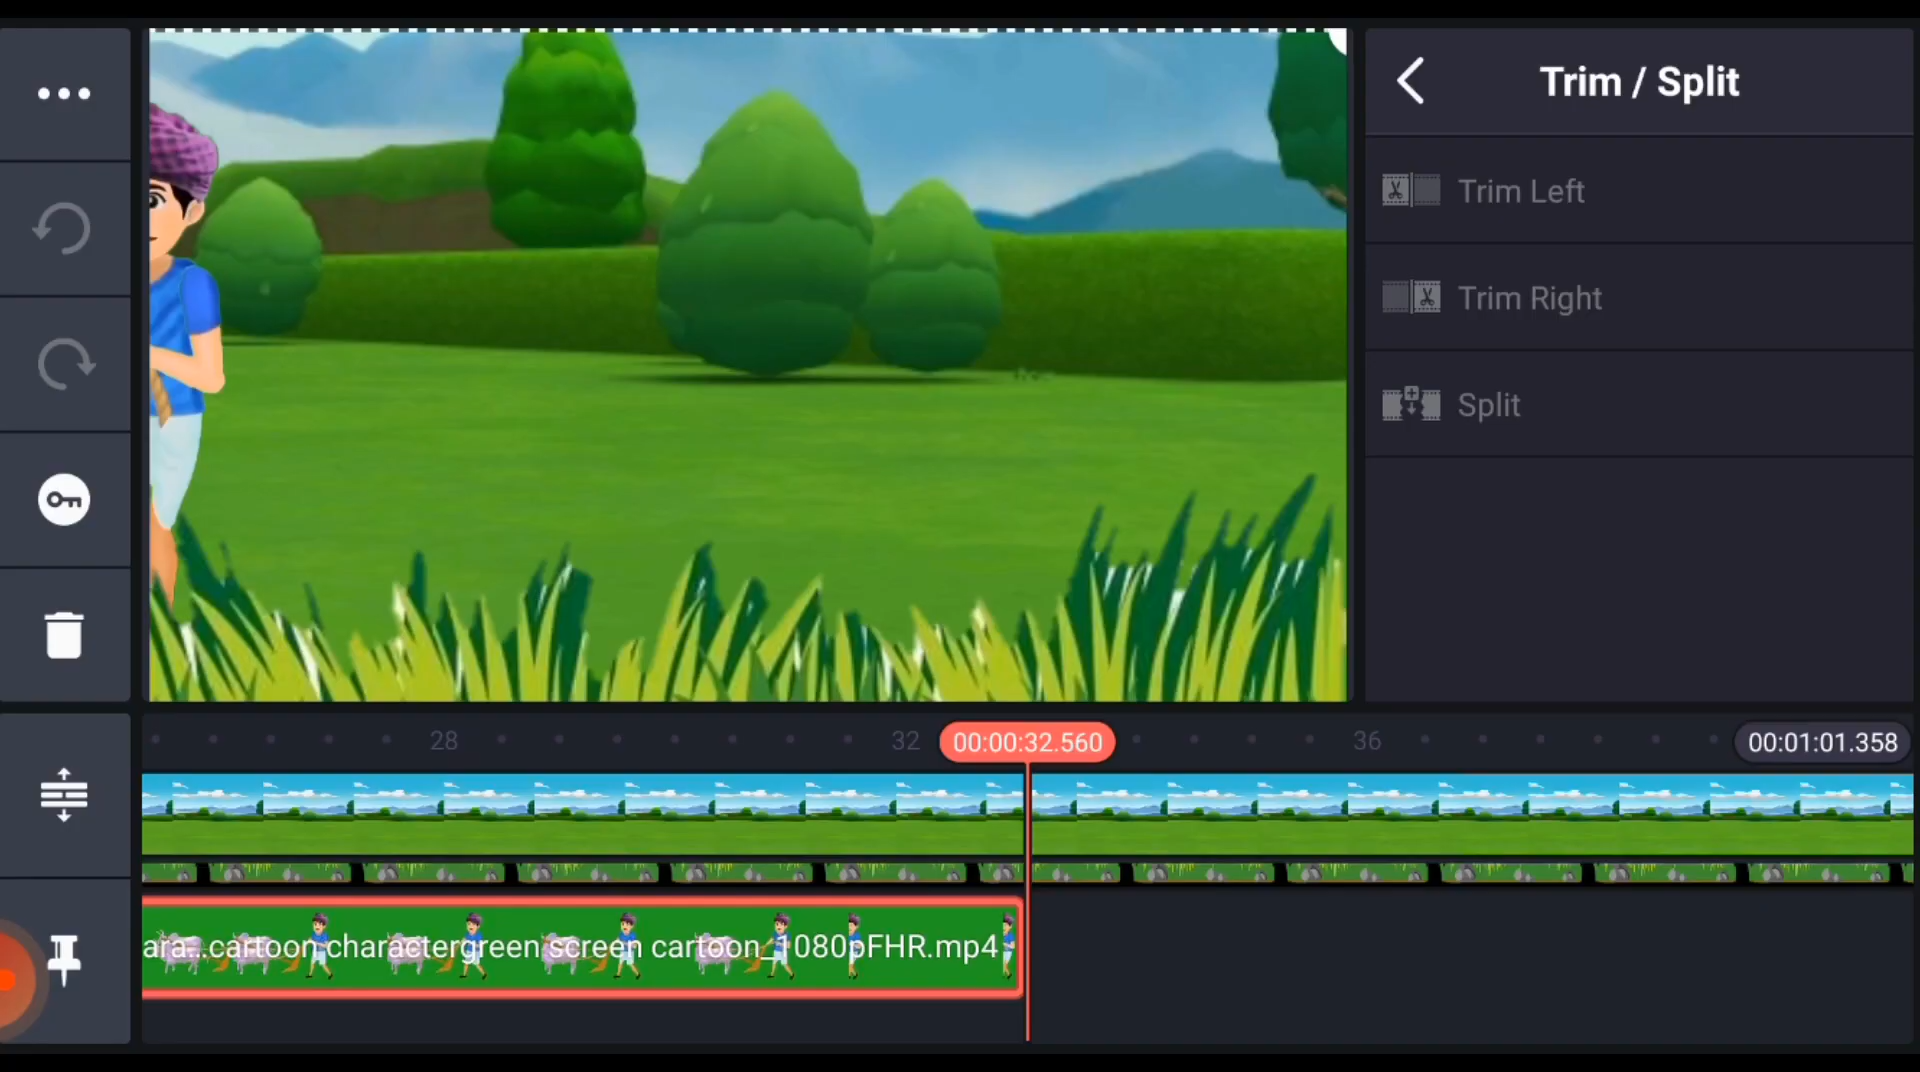 Trim / Split
Trim Left
Trim Right
Split
28
32
00:00:32.560
36
00:01:01.358
ara...cartoon charactergreen screen cartoon_1080pFHR.mp4